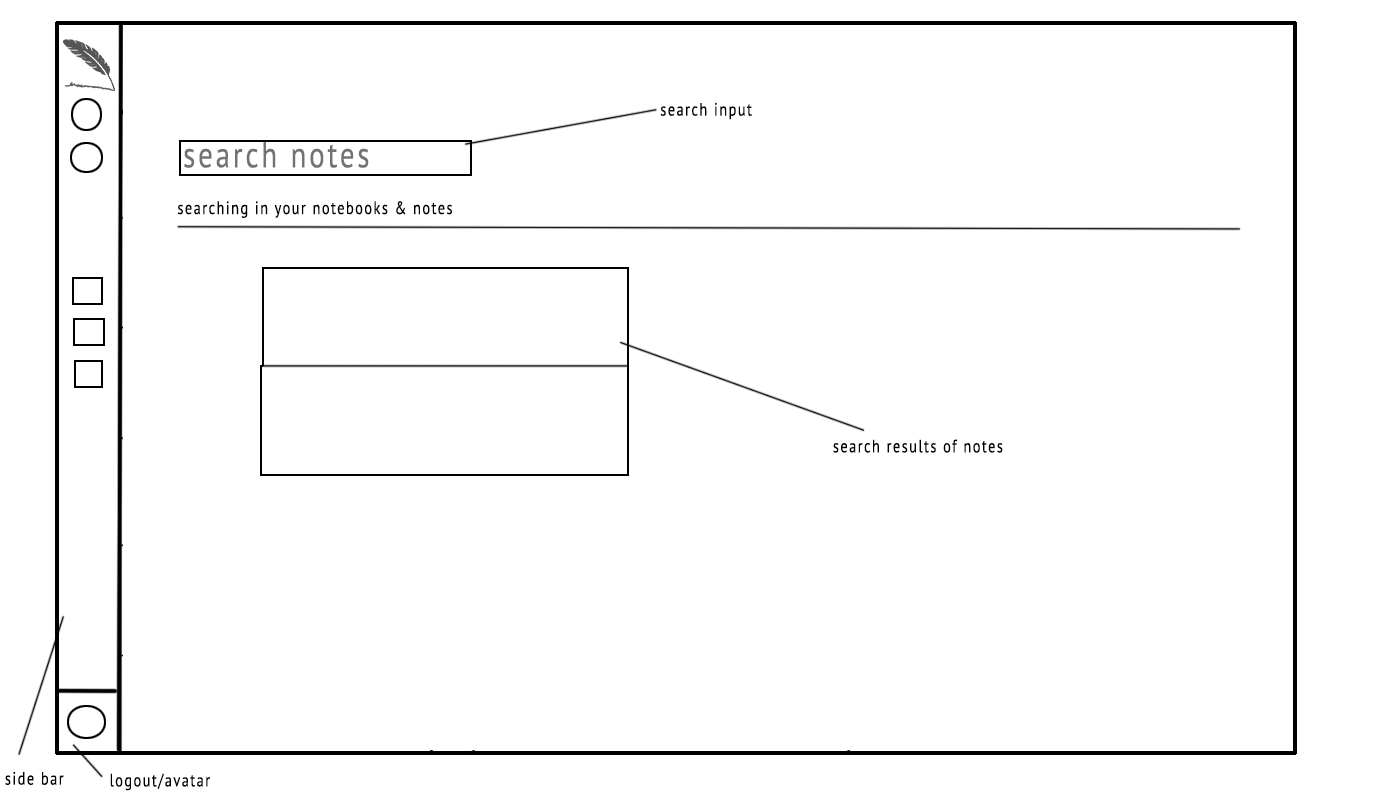 search input
search notes
searching in your notebooks & notes
search results of notes
side bar
logout/avatar